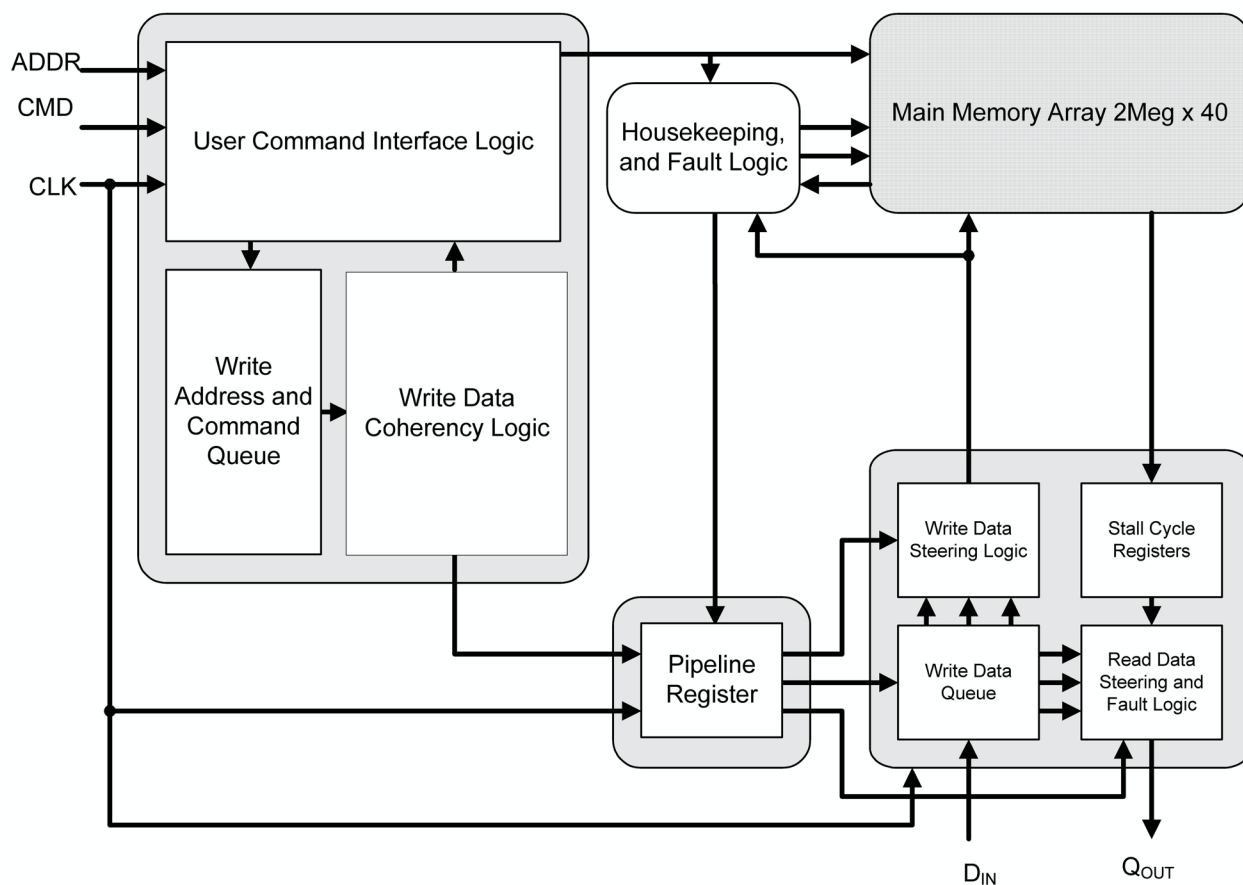 ADDR
CMD
CLK
User Command Interface Logic
Housekeeping,
and Fault Logic
Main Memory Array 2Meg x 40
Write
Address and
Command
Queue
Write Data
Coherency Logic
Write Data
Steering Logic
Stall Cycle
Registers
Pipeline
Register
Write Data
Queue
Read Data
Steering and
Fault Logic
DIN
QOUT